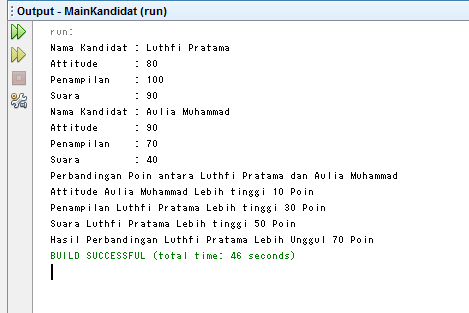 Output - MainKandidat (run)
run:
Nama Kandidat : Luthfi Pratama
Attitude : 80
Penampilan : 100
Suara : 90
Nama Kandidat : Aulia Muhammad
Attitude : 90
Penampilan : 70
Suara : 40
Perbandingan Poin antara Luthfi Pratama dan Aulia Muhammad
Attitude Aulia Muhammad Lebih tinggi 10 Poin
Penampilan Luthfi Pratama Lebih tinggi 30 Poin
Suara Luthfi Pratama Lebih tinggi 50 Poin
Hasil Perbandingan Luthfi Pratama Lebih Unggul 70 Poin
BUILD SUCCESSFUL (total time: 46 seconds)